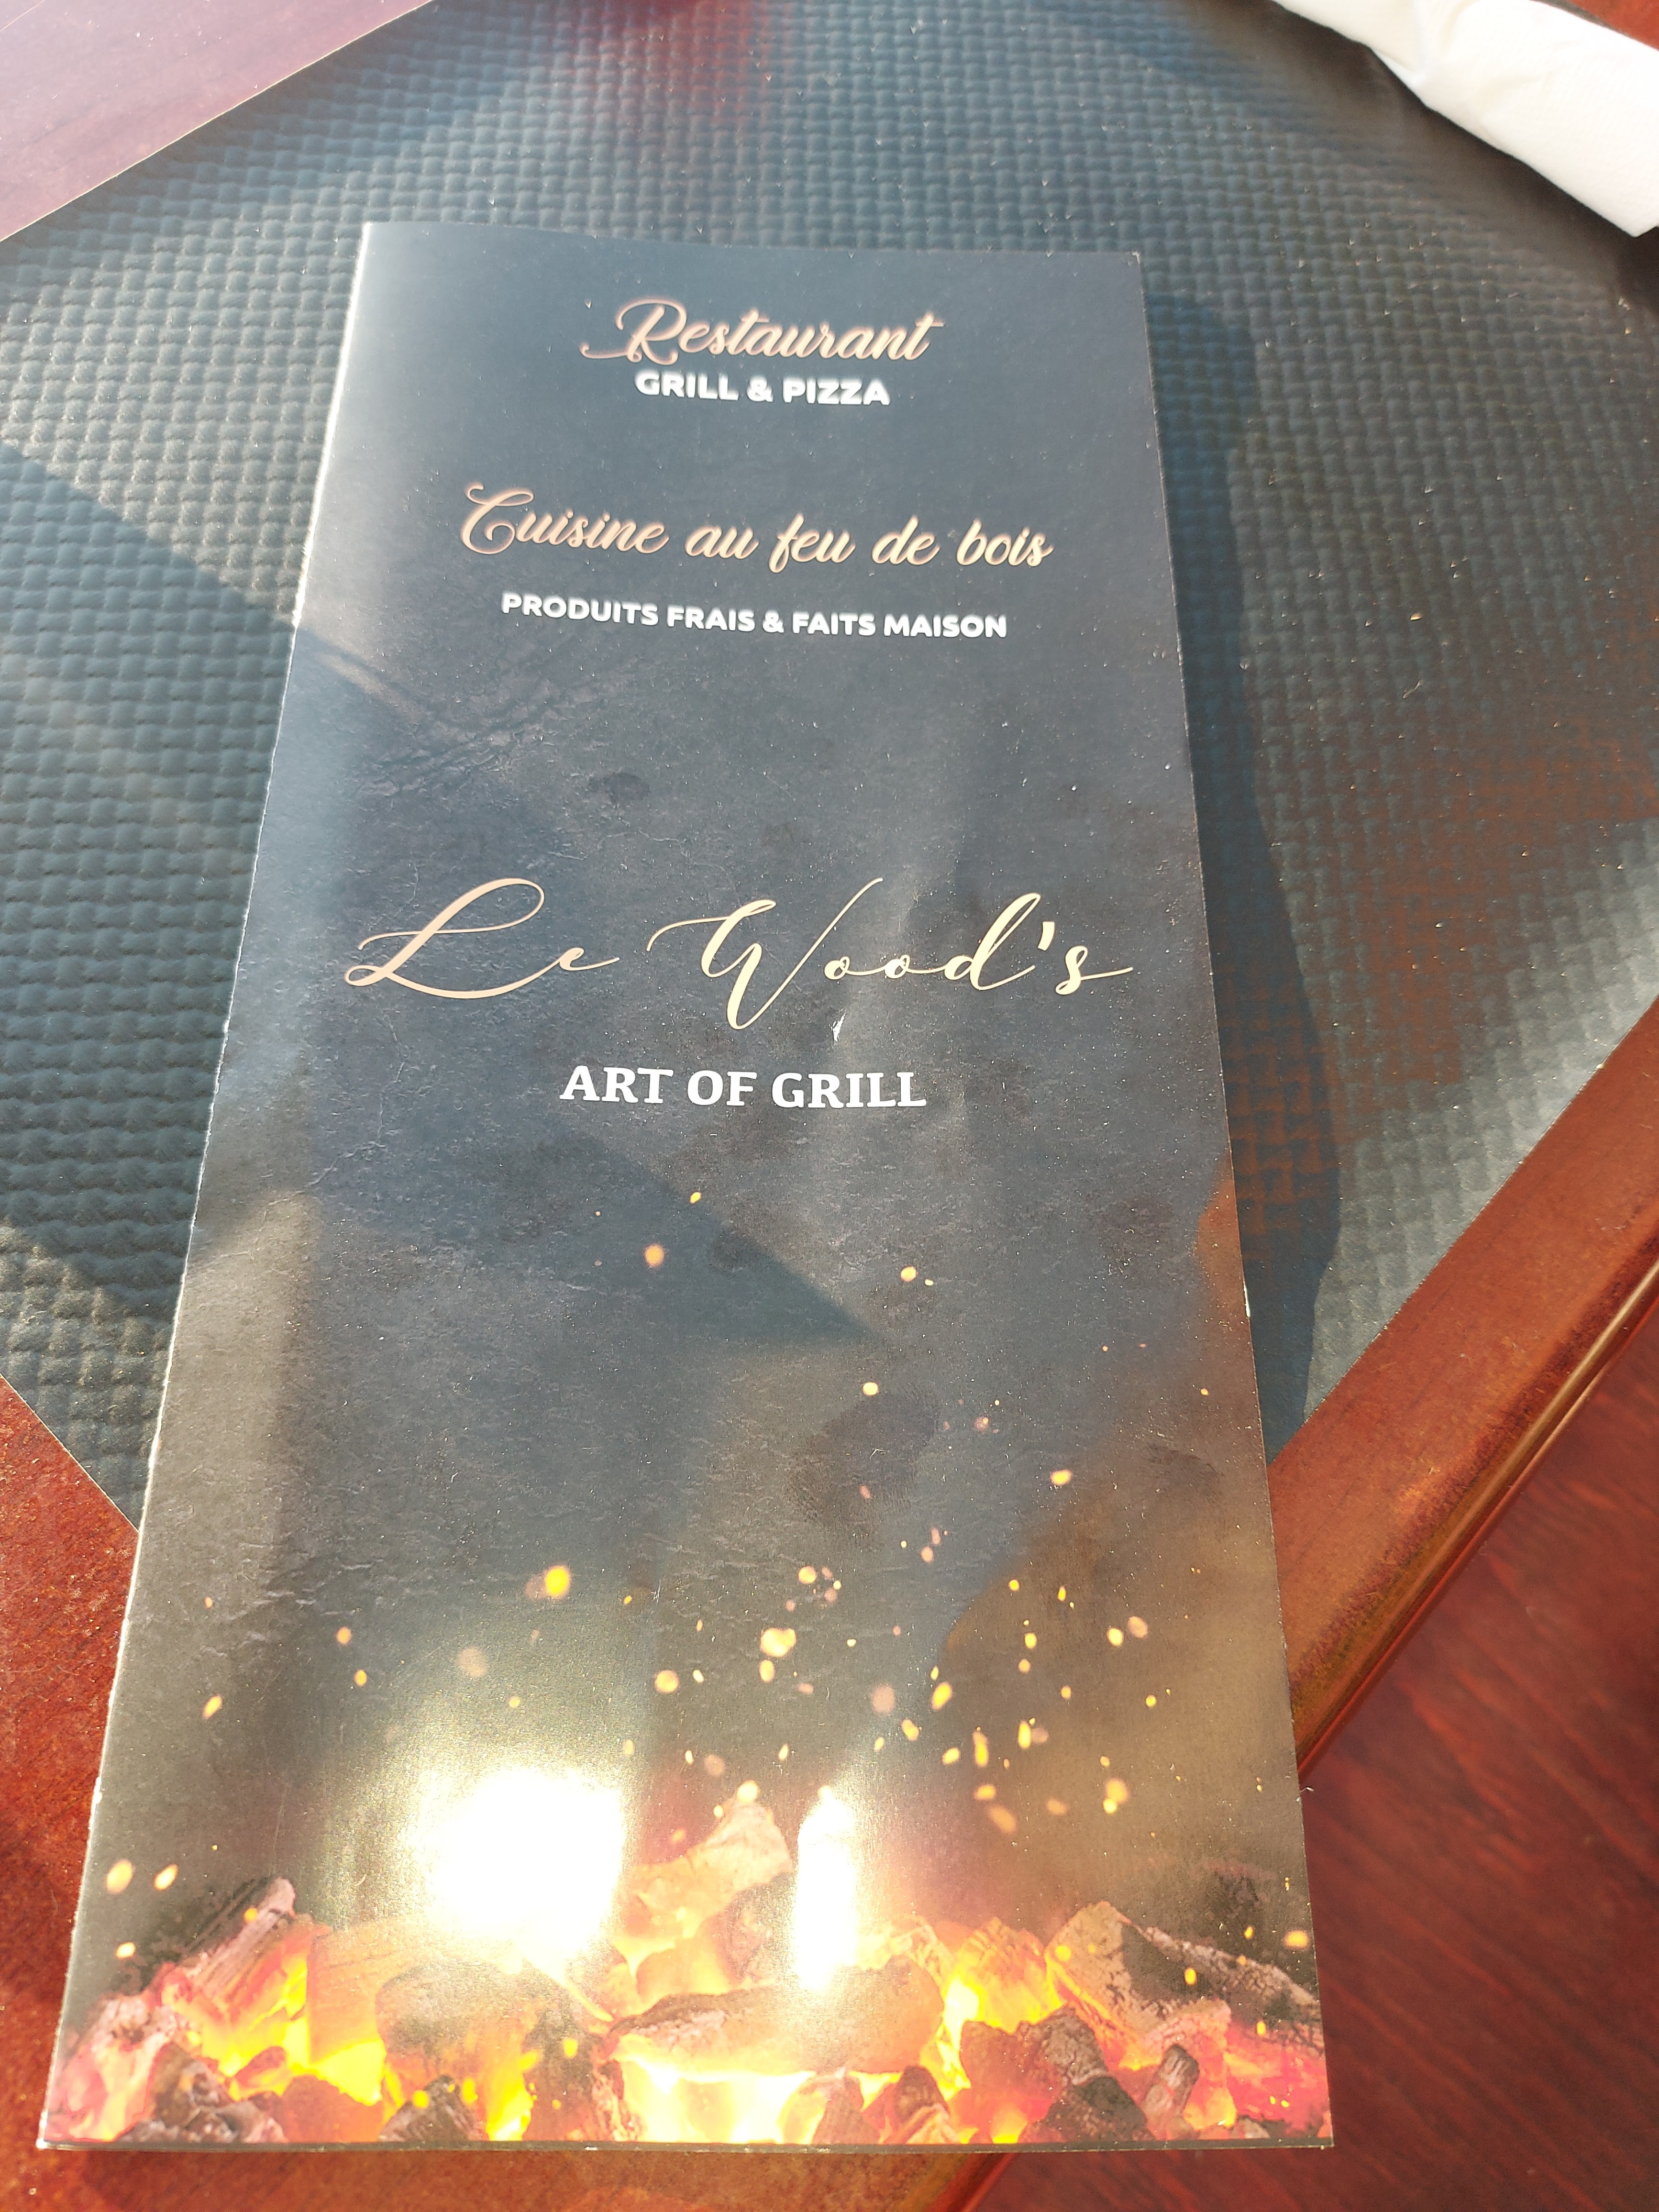 Restaurant
GRILL & PIZZA
Cuisine au feu de bois
PRODUITS FRAIS & FAITS MAISON
Le Wood's
ART OF GRILL